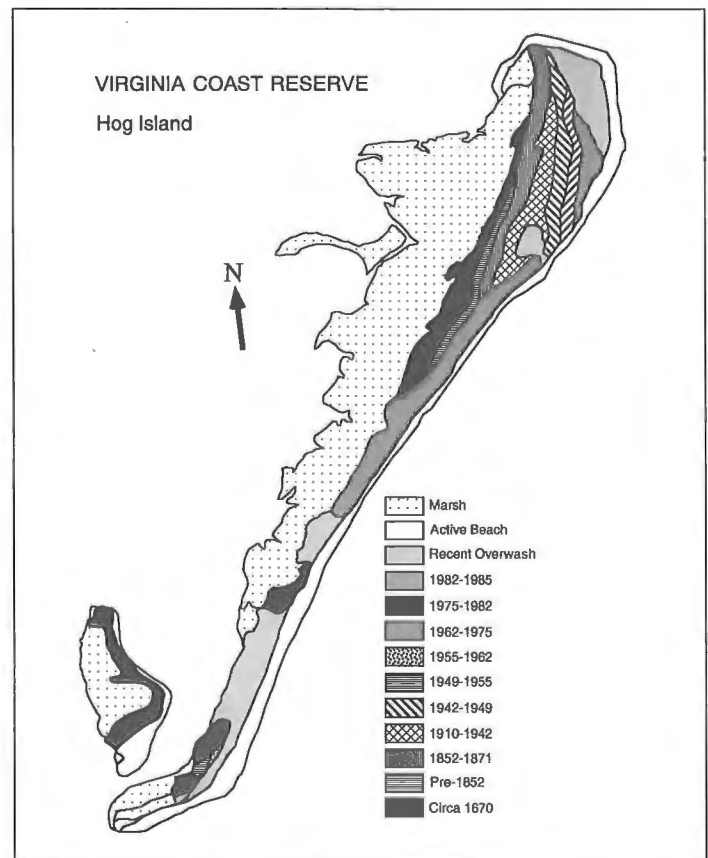 VIRGINIA COAST RESERVE
Hog Island
N
Marsh
Active Beach
Recent Overwash
1982-1985
1975-1982
1962-1975
1955-1962
1949-1955
1942-1949
1910-1942
1852-1871
Pre-1852
Circa 1670